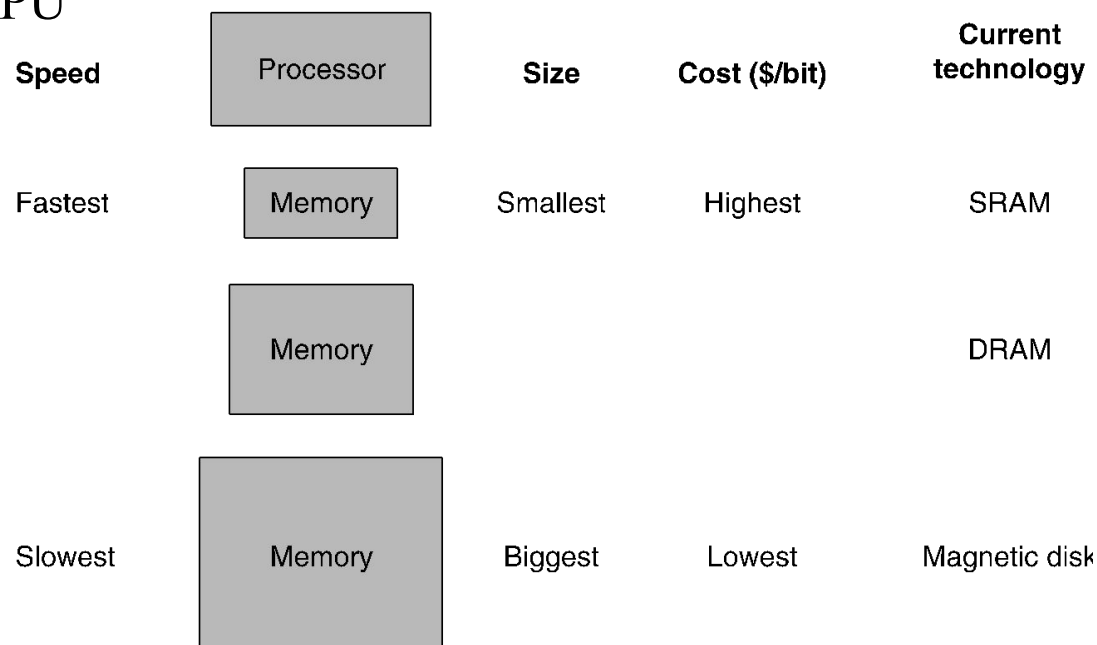 PU
Speed Processor Size Cost ($/bit) Current technology
Fastest Memory Smallest Highest SRAM
Memory DRAM
Slowest Memory Biggest Lowest Magnetic disk